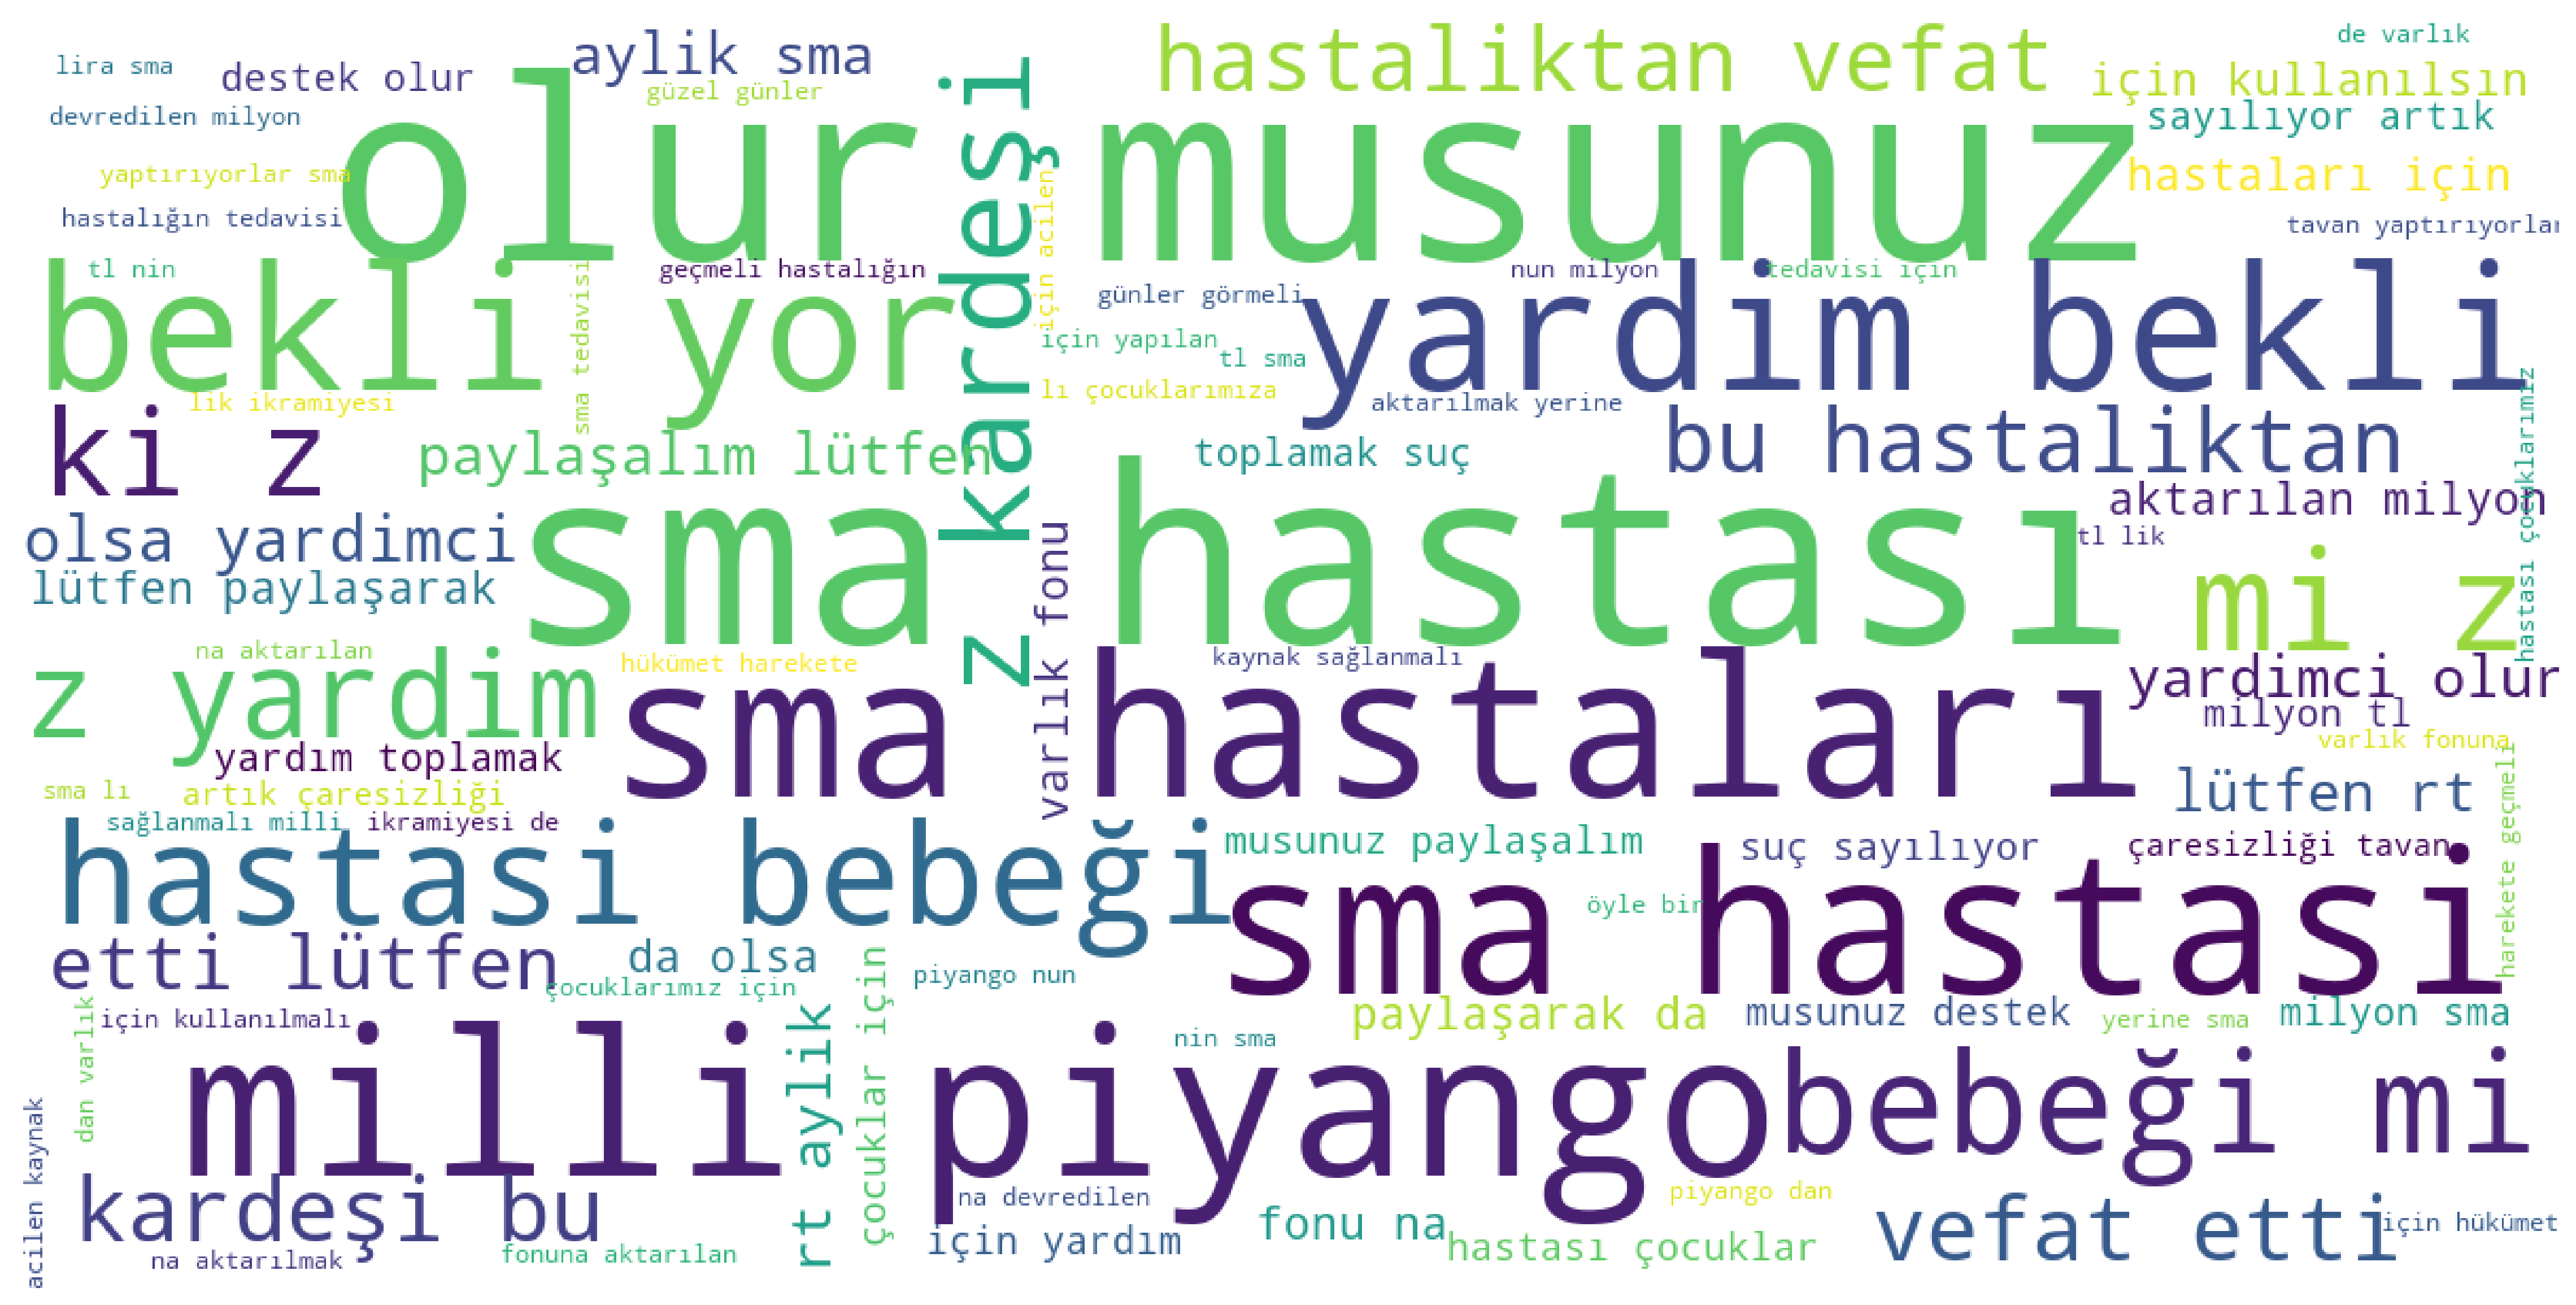 lira sma
destek olur
aylik sma
hastaliktan vefat
de varlık
için kullanılsın
devredilen milyon
güzel günler
sayılıyor artık
olur musunuz
yaptırıyorlar sma
hastaları için
hastalığın tedavisi
tavan yaptırıyorlar
z kardeşi
için acilen
tl nin
geçmeli hastalığın
nun milyon
tedavisi için
bekli yor
sma tedavisi
günler görmeli
yardim bekli
için yapılan
tl sma
lı çocuklarımıza
lik ikramiyesi
aktarılmak yerine
ki z
paylaşalım lütfen
toplamak suç
bu hastaliktan
hastası çocuklarımız
aktarılan milyon
olsa yardimci
sma hastası
tl lik
varlık fonu
lütfen paylaşarak
mi z
na aktarılan
z yardim
hükümet harekete
kaynak sağlanmalı
sma hastaları
yardimci olur
milyon tl
yardım toplamak
varlık fonuna
sma lı
artık çaresizliği
lütfen rt
harekete geçmeli
sağlanmalı milli
ikramiyesi de
hastasi bebeği
musunuz paylaşalım
suç sayılıyor
çaresizliği tavan
sma hastasi
öyle bir
etti lütfen
da olsa
piyango nun
çocuklarımız için
rt aylik
çocuklar için
dan varlık
için kullanılmalı
paylaşarak da
musunuz destek
yerine sma
milyon sma
nin sma
milli piyango
bebeği mi
acilen kaynak
kardeşi bu
na devredilen
piyango dan
vefat etti
için hükümet
fonu na
için yardım
hastası çocuklar
na aktarılmak
fonuna aktarılan